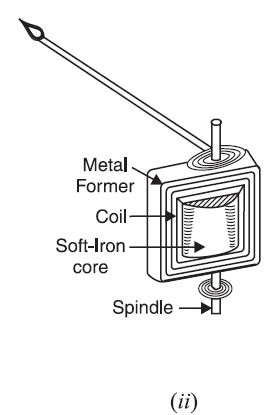 Metal
Former
Coil
Soft-Iron
core
Spindle
(ii)